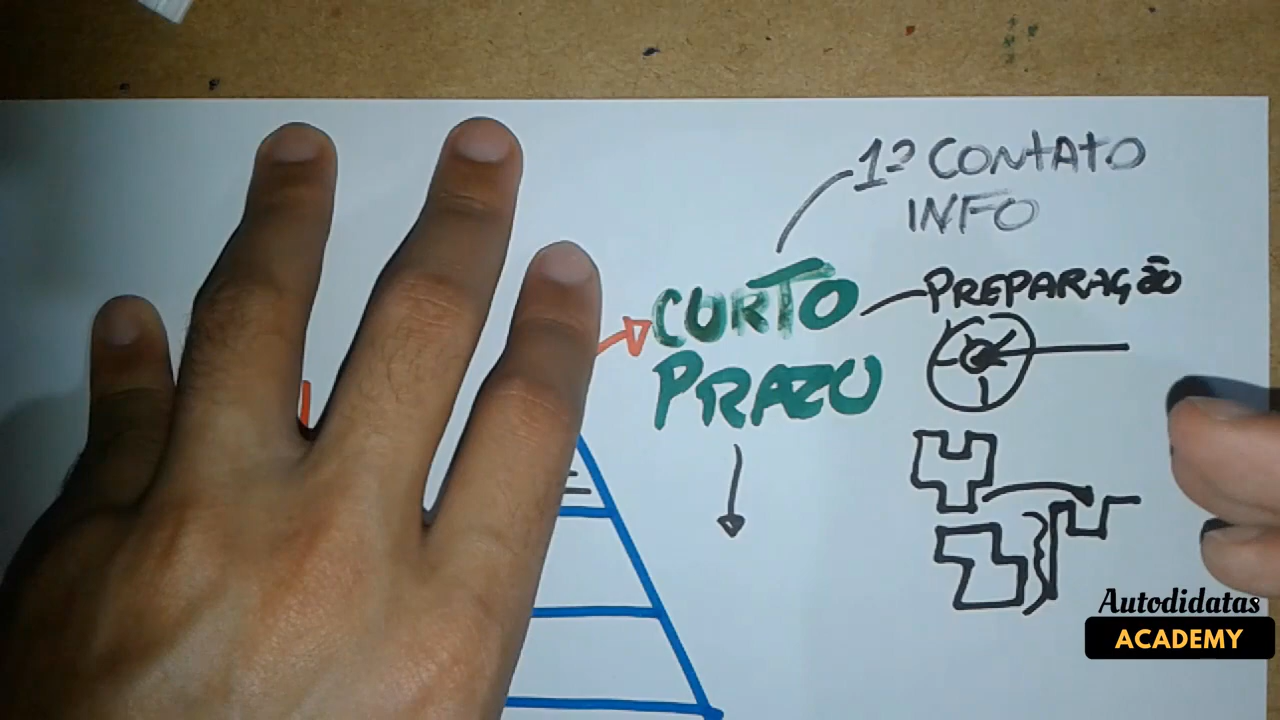 1º CONTATO
INFO
CURTO
PRAZO
PREPARAÇÃO
Autodidatas
ACADEMY